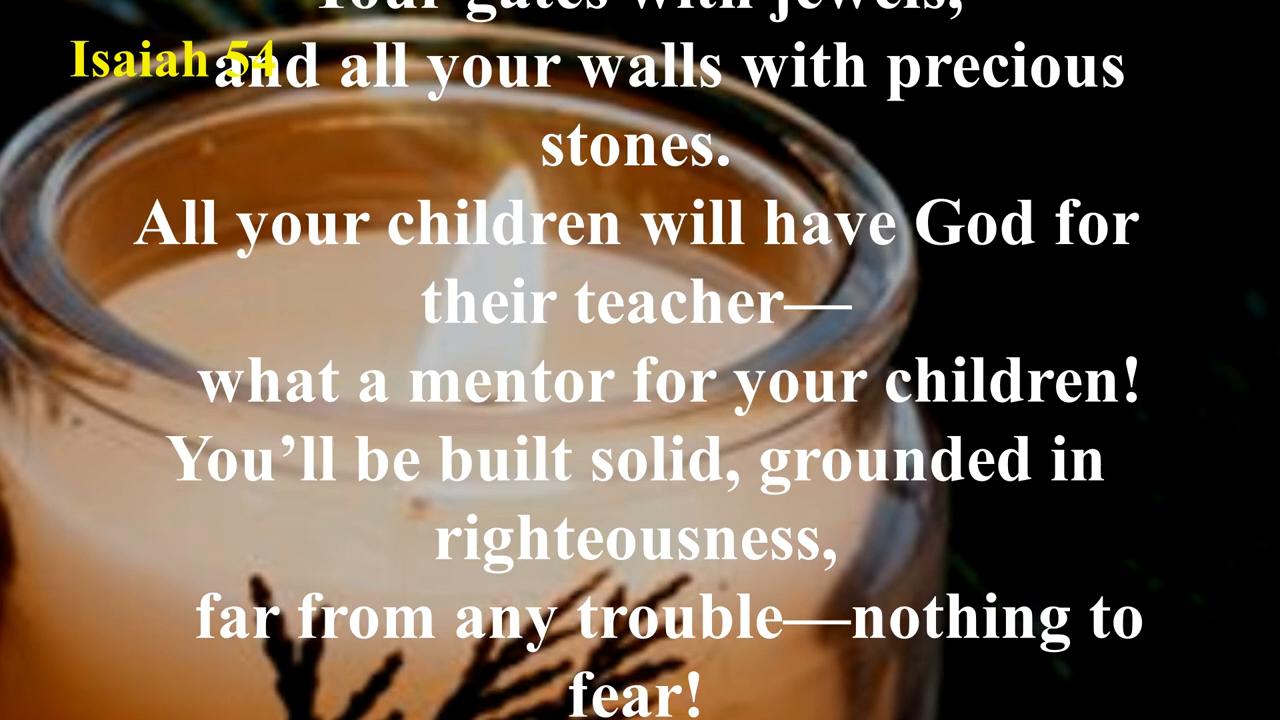 Your gates with jewels,
Isaiah 54
and all your walls with precious
stones.
All your children will have God for
their teacher—
what a mentor for your children!
You’ll be built solid, grounded in
righteousness,
far from any trouble—nothing to
fear!